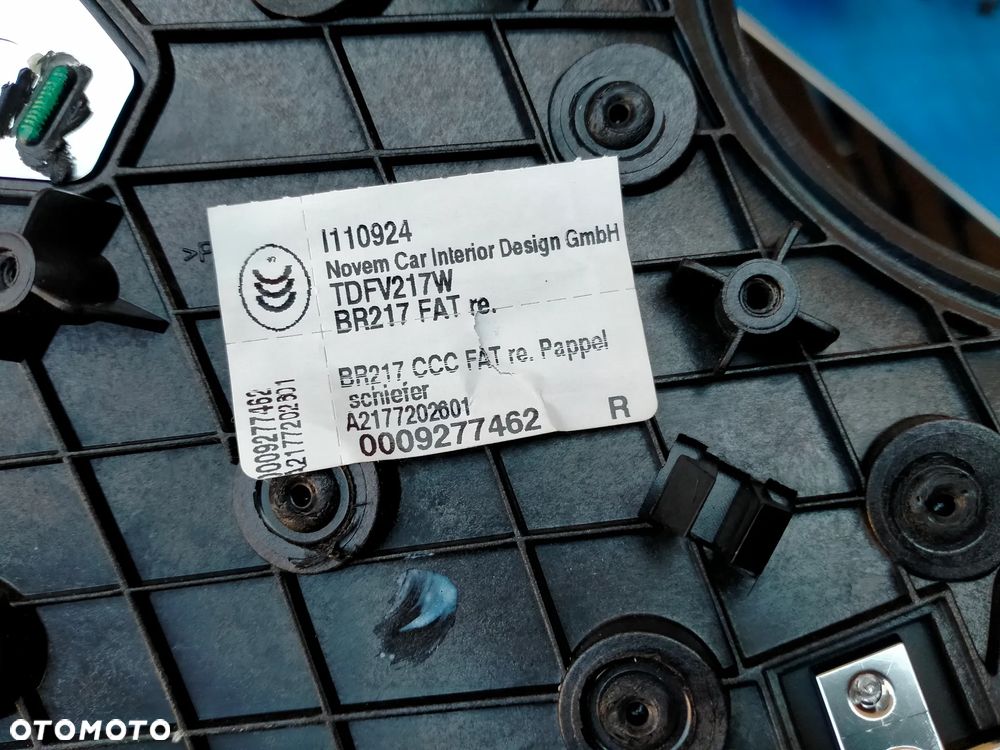 I110924
Novem Car Interior Design GmbH
TDFV217W
BR217 FAT re.
BR217 CCC FAT re. Pappel
schiefer
A2177202601
0009277462
R
0009277462
A2177202601
>P
OTOMOTO